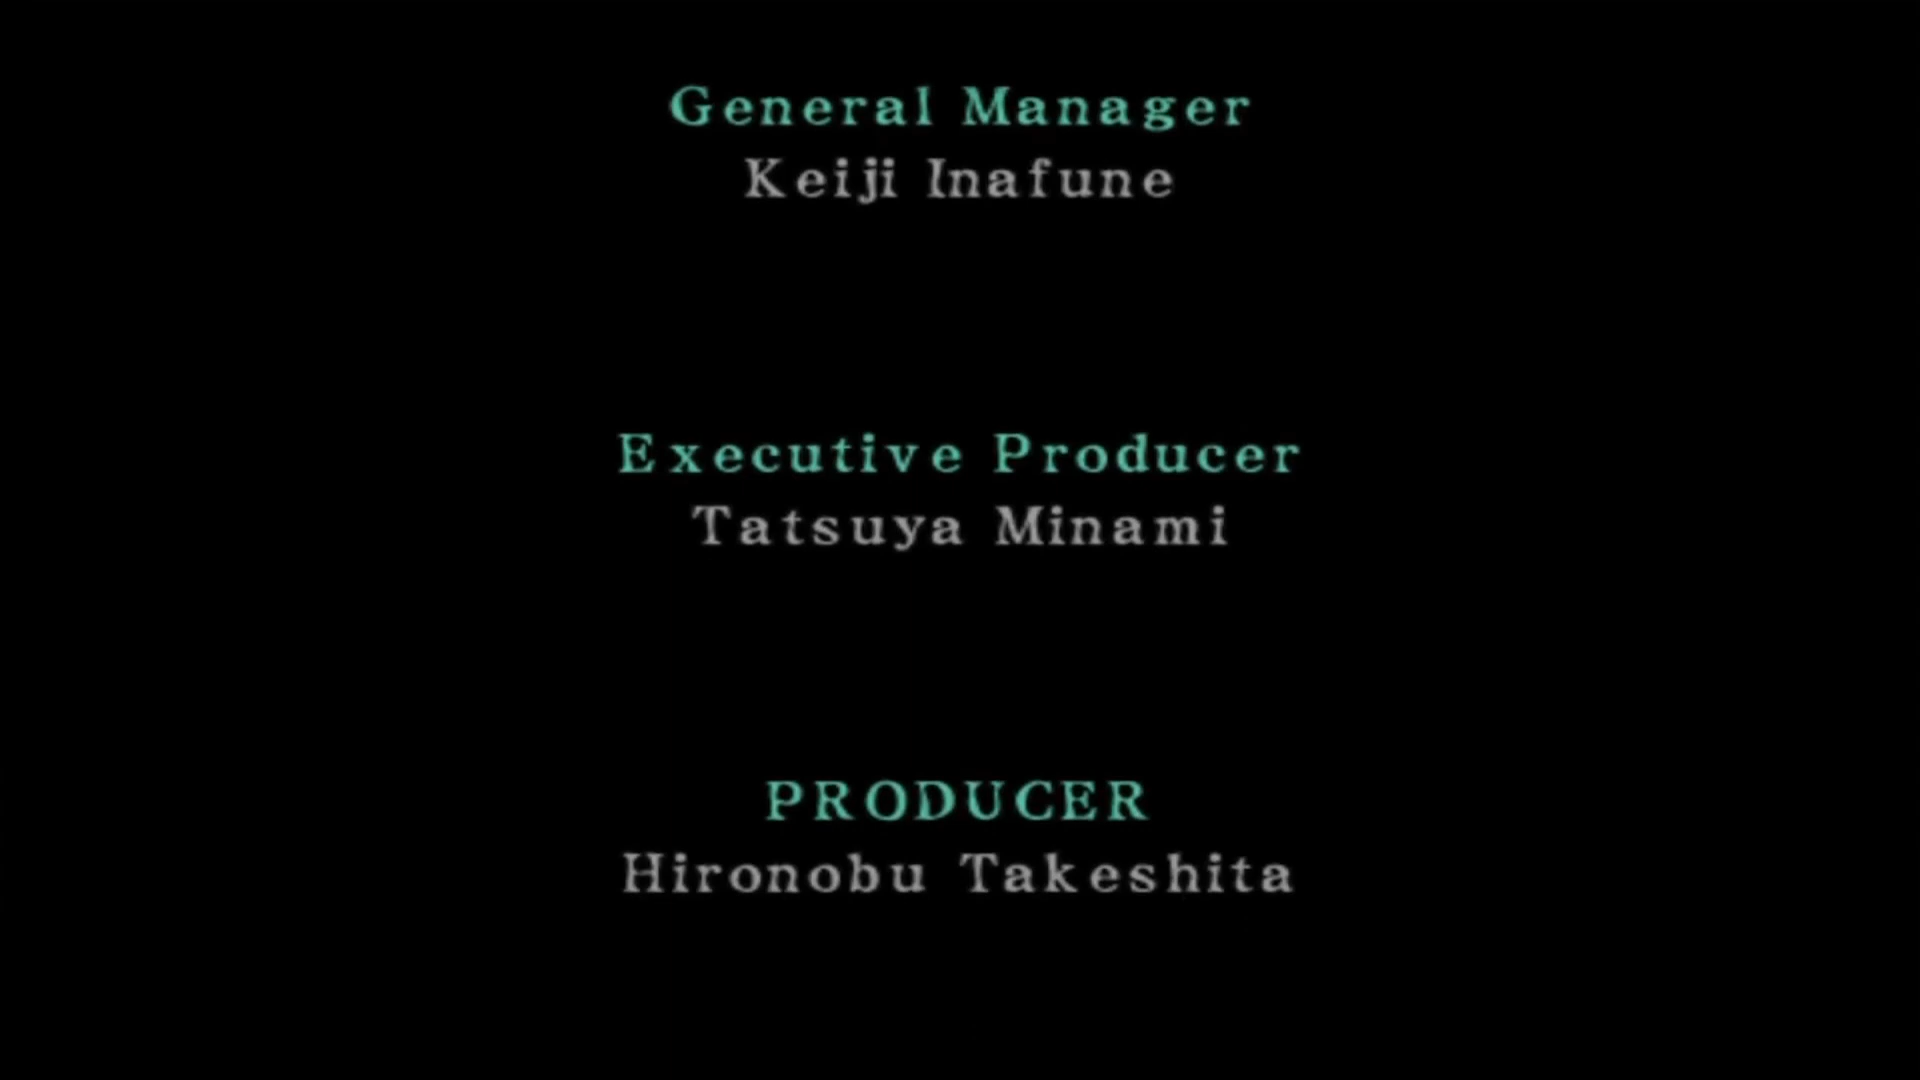 General Manager
Keiji Inafune
Executive Producer
Tatsuya Minami
PRODUCER
Hironobu Takeshita